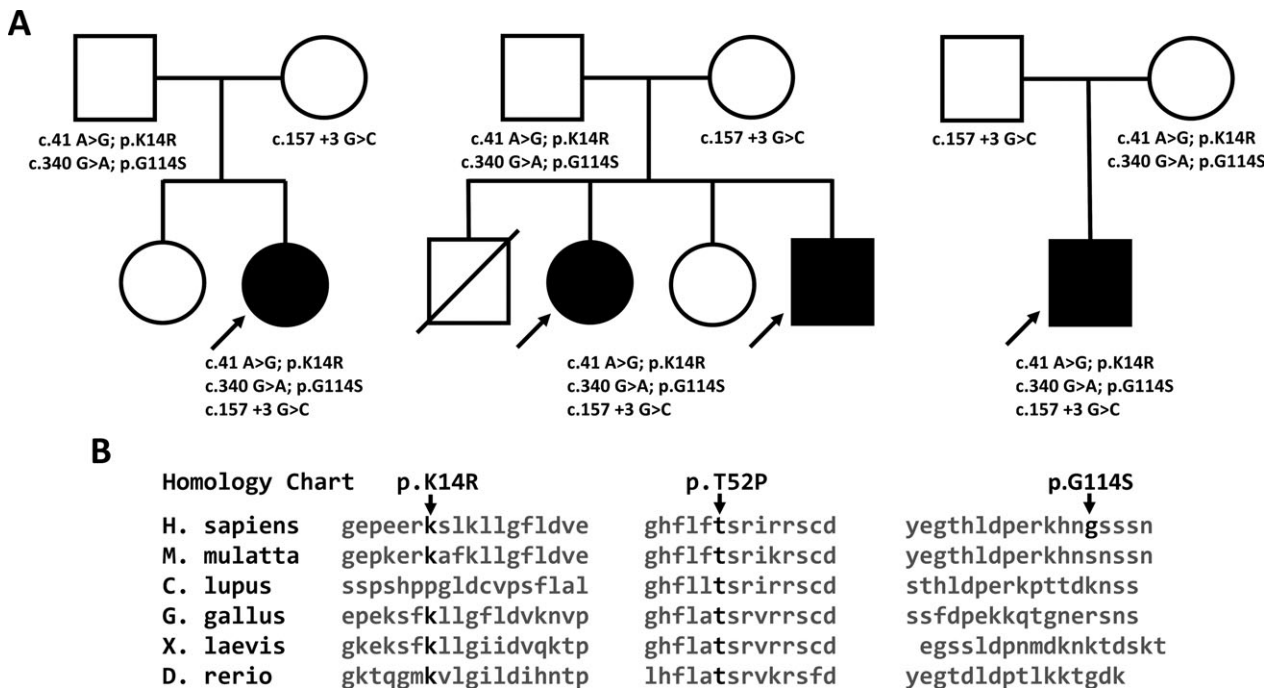 A
c.41 A>G; p.K14R
c.340 G>A; p.G114S
c.157 +3 G>C
c.41 A>G; p.K14R
c.340 G>A; p.G114S
c.157 +3 G>C
c.157 +3 G>C
c.41 A>G; p.K14R
c.340 G>A; p.G114S
c.41 A>G; p.K14R
c.340 G>A; p.G114S
c.157 +3 G>C
c.41 A>G; p.K14R
c.340 G>A; p.G114S
c.157 +3 G>C
c.41 A>G; p.K14R
c.340 G>A; p.G114S
c.157 +3 G>C
B
Homology Chart p.K14R p.T52P p.G114S
H. sapiens gepeerkslkllgfldve ghflftsrirrscd yegthldperkhngsssn
M. mulatta gepkerkafkllgfldve ghflftsrikrscd yegthldperkhnsnssn
C. lupus sspshppgldcvpsflal ghflltsrirrscd sthldperkpttdknss
G. gallus epeksfkllgfldvknvp ghflatsrvrrscd ssfdpekkqtgnersns
X. laevis gkeksfkllgiidvqktp ghflatsrvrrscd egssldpnmdknktdskt
D. rerio gktqgmkvlgildihntp lhflatsrvkrsfd yegtdldptlkktgdk